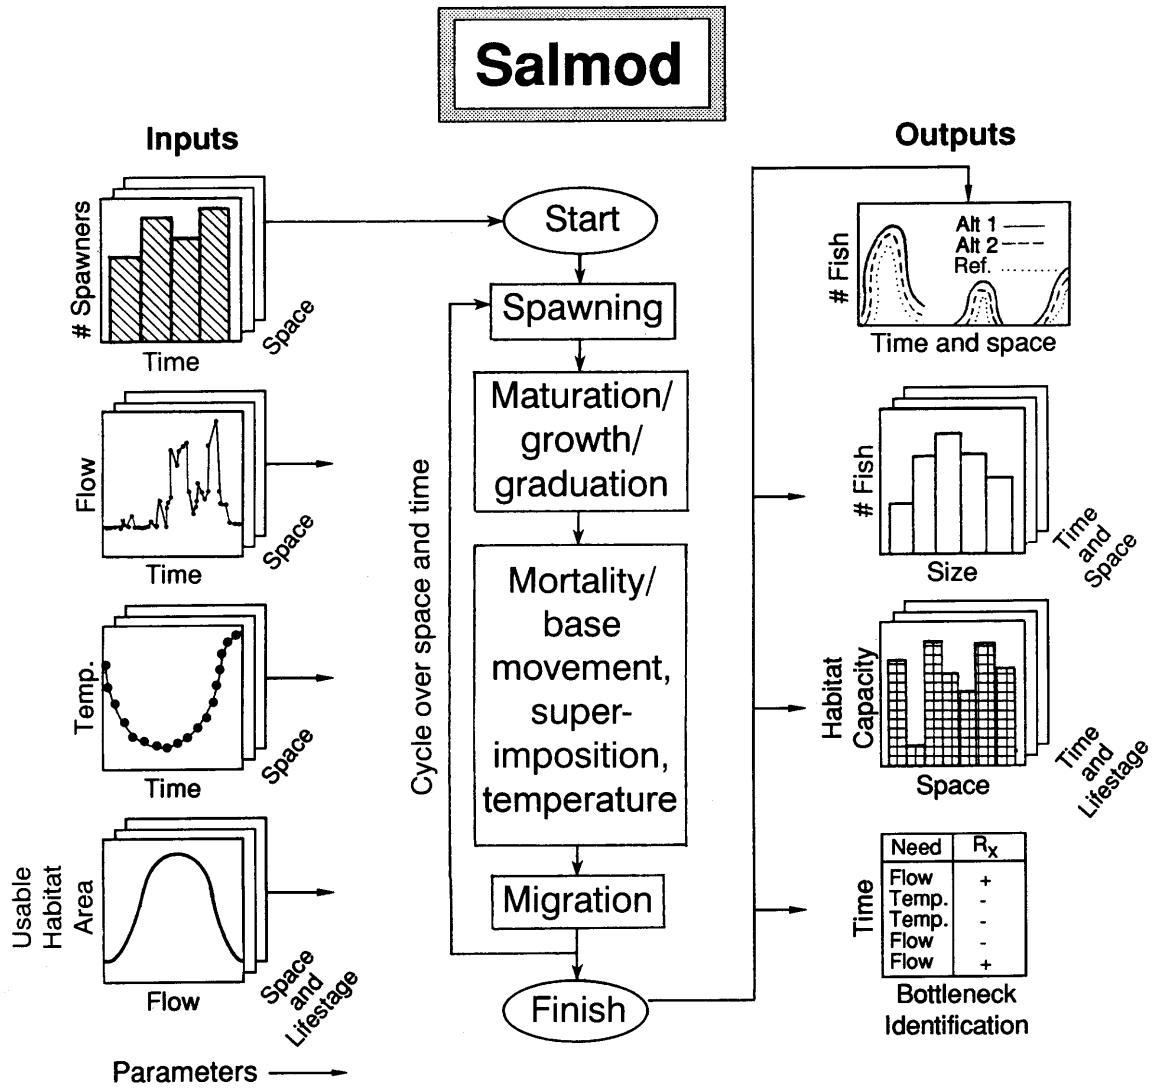 Salmod
Inputs
# Spawners
Time
Space
Flow
Time
Space
Temp.
Time
Space
Usable
Habitat
Area
Flow
Space
and
Lifestage
Parameters
Start
Spawning
Maturation/
growth/
graduation
Mortality/
base
movement,
super-
imposition,
temperature
Migration
Finish
Cycle over space and time
Outputs
# Fish
Alt 1
Alt 2
Ref.
Time and space
# Fish
Size
Time
and
Space
Habitat
Capacity
Space
Time
and
Lifestage
Time
Need Rx
Flow +
Temp. -
Temp. -
Flow -
Flow +
Bottleneck
Identification